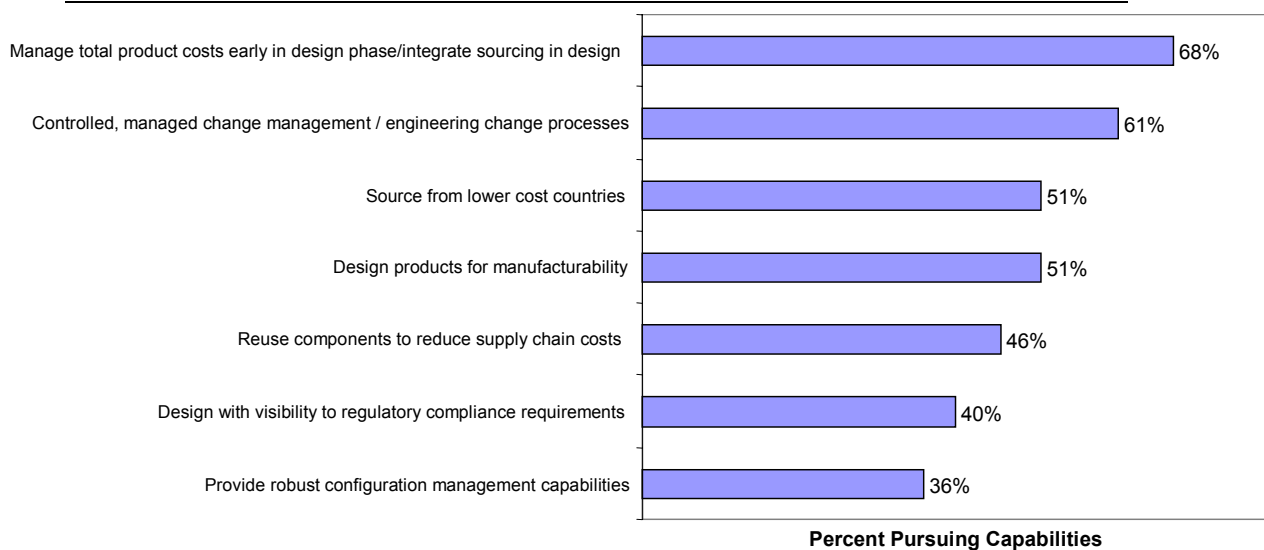 Manage total product costs early in design phase/integrate sourcing in design
68%
Controlled, managed change management / engineering change processes
61%
Source from lower cost countries
51%
Design products for manufacturability
51%
Reuse components to reduce supply chain costs
46%
Design with visibility to regulatory compliance requirements
40%
Provide robust configuration management capabilities
36%
Percent Pursuing Capabilities